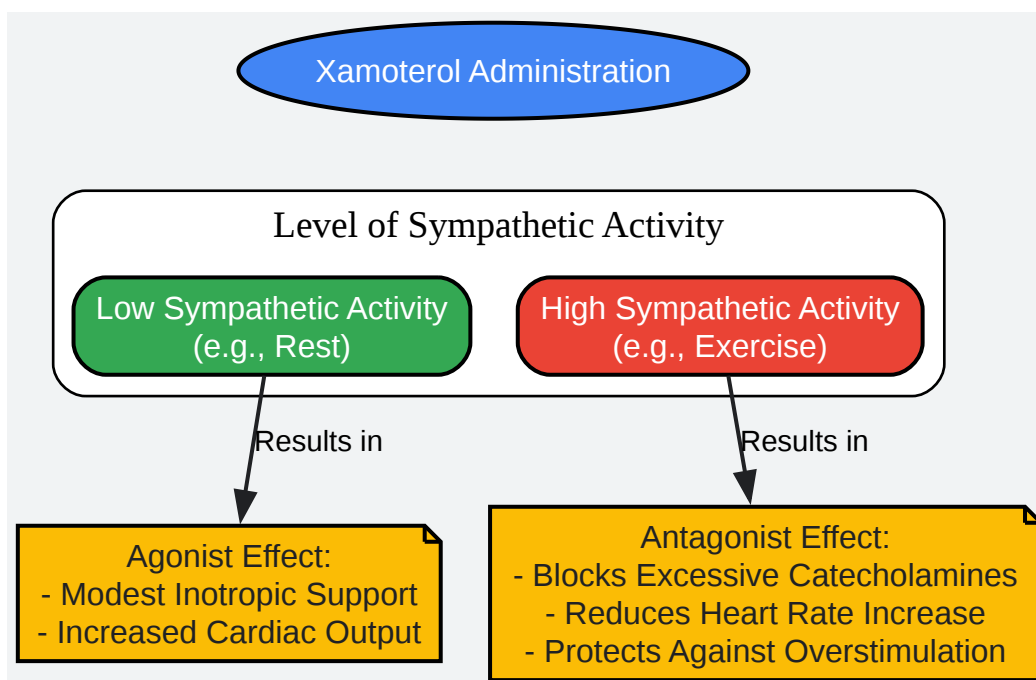 Xamoterol Administration
Level of Sympathetic Activity
Low Sympathetic Activity
(e.g., Rest)
High Sympathetic Activity
(e.g., Exercise)
Results in
Results in
Agonist Effect:
- Modest Inotropic Support
- Increased Cardiac Output
Antagonist Effect:
- Blocks Excessive Catecholamines
- Reduces Heart Rate Increase
- Protects Against Overstimulation